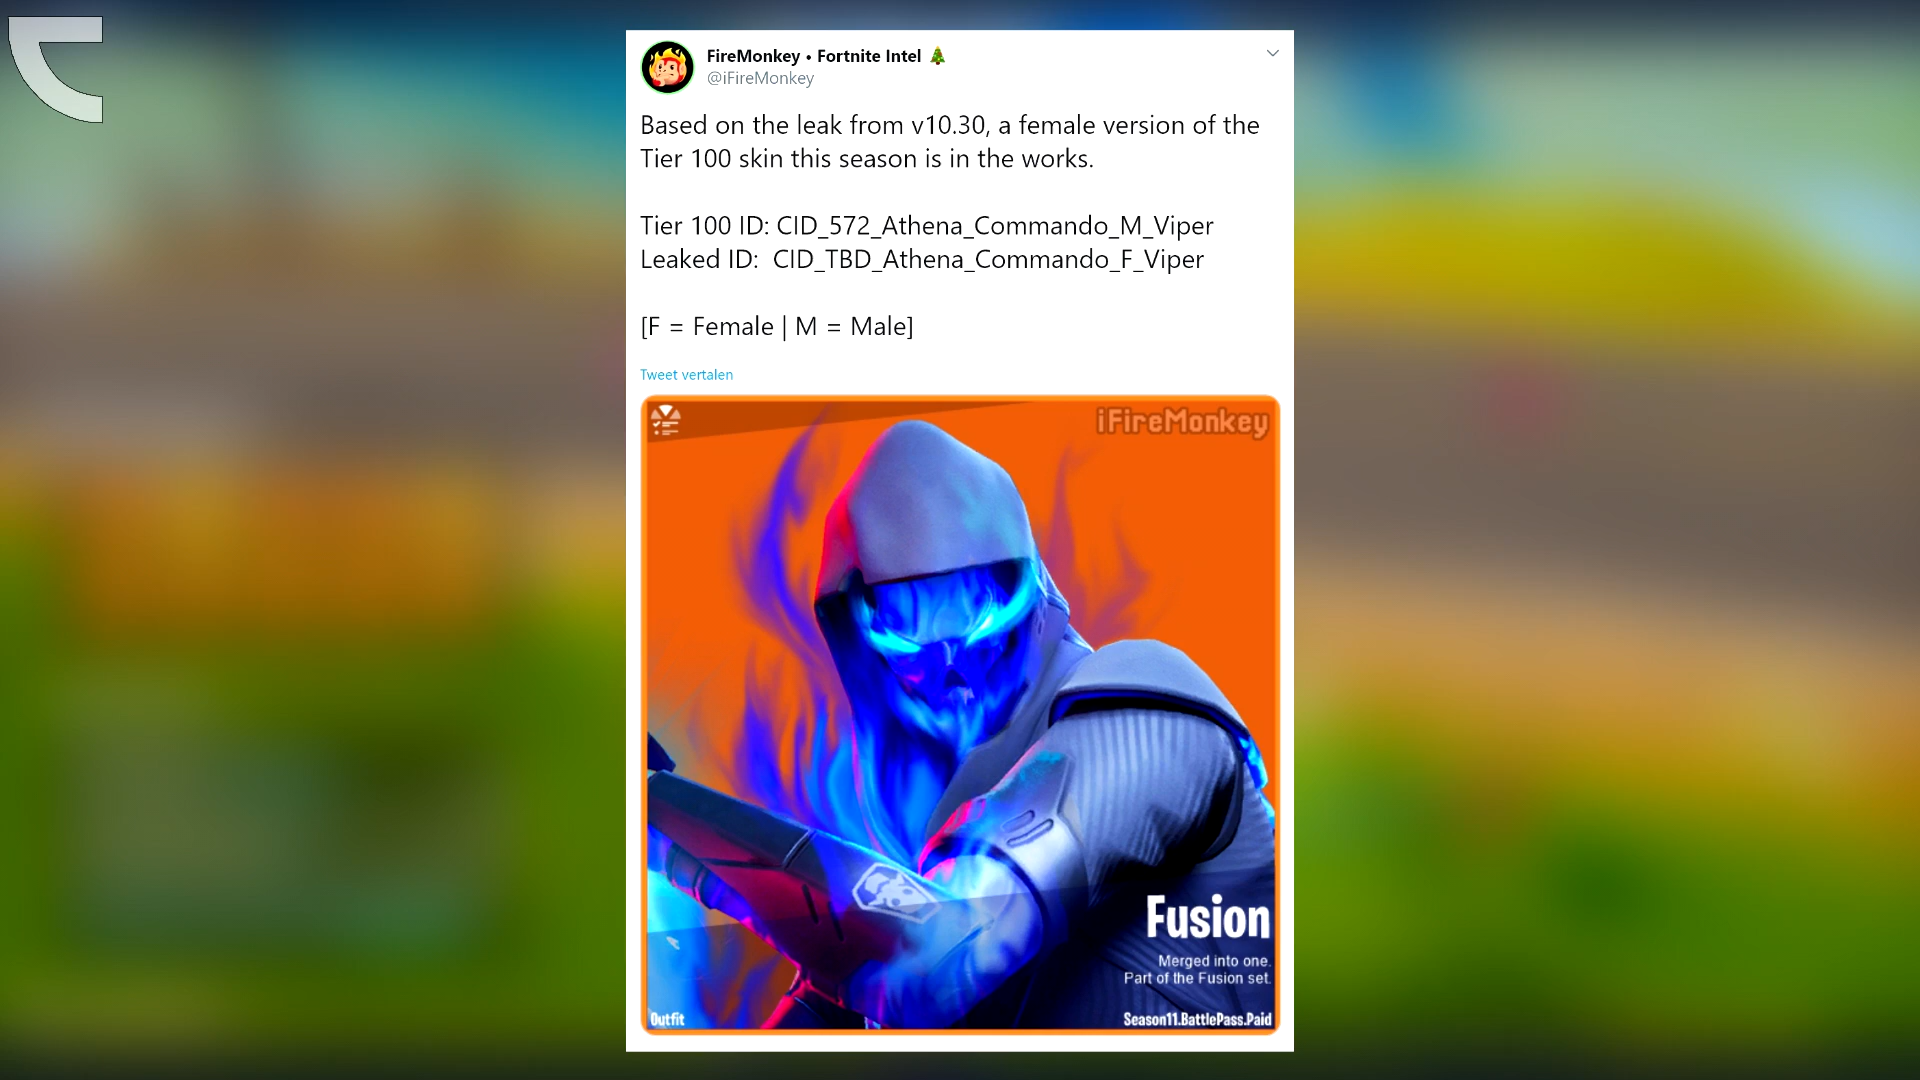 FireMonkey • Fortnite Intel 🎄
@iFireMonkey
Based on the leak from v10.30, a female version of the
Tier 100 skin this season is in the works.
Tier 100 ID: CID_572_Athena_Commando_M_Viper
Leaked ID:  CID_TBD_Athena_Commando_F_Viper
[F = Female | M = Male]
Tweet vertalen
iFireMonkey
Fusion
Merged into one.
Part of the Fusion set.
Outfit
Season11.BattlePass.Paid